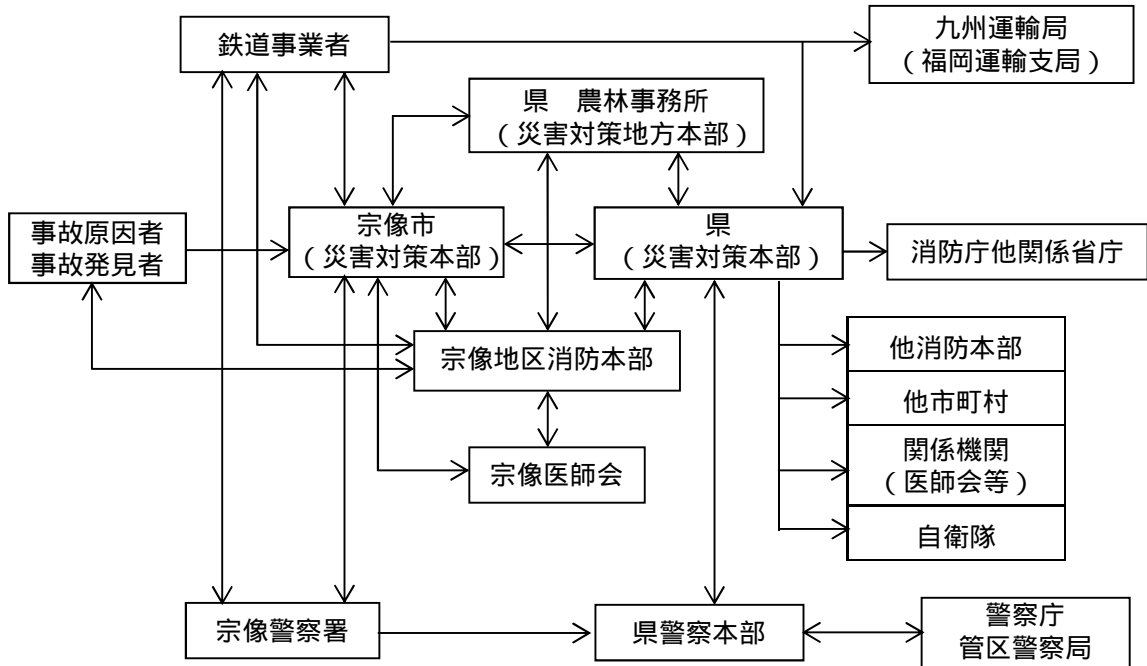 鉄道事業者
九州運輸局
（福岡運輸支局）
県　農林事務所
（災害対策地方本部）
事故原因者
事故発見者
宗像市
（災害対策本部）
県
（災害対策本部）
消防庁他関係省庁
宗像地区消防本部
他消防本部
他市町村
関係機関
（医師会等）
自衛隊
宗像医師会
宗像警察署
県警察本部
警察庁
管区警察局